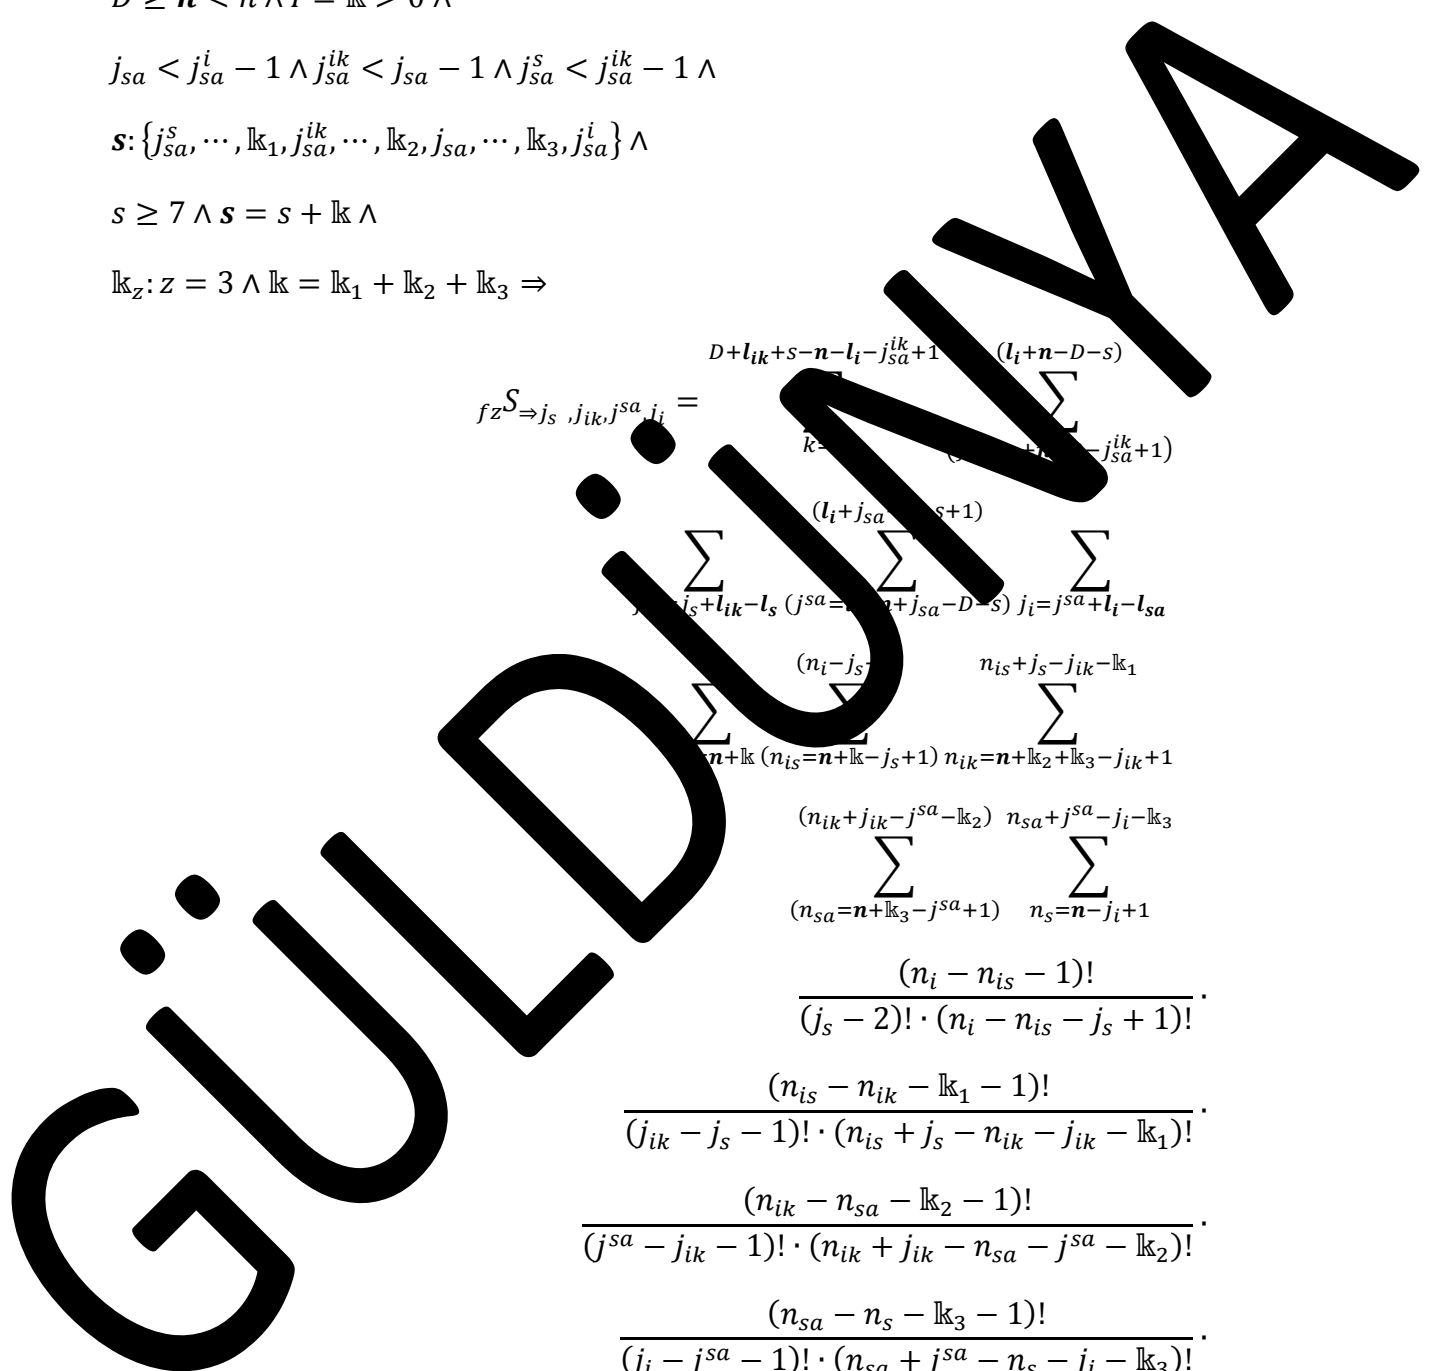 D ≥ n < n ∧ I = 𝕜 > 0 ∧
j_{sa} < j_{sa}^{i} − 1 ∧ j_{sa}^{ik} < j_{sa} − 1 ∧ j_{sa}^{s} < j_{sa}^{ik} − 1 ∧
s: {j_{sa}^{s}, ⋯ , 𝕜_1, j_{sa}^{ik}, ⋯ , 𝕜_2, j_{sa}, ⋯ , 𝕜_3, j_{sa}^{i}} ∧
s ≥ 7 ∧ s = s + 𝕜 ∧
𝕜_z: z = 3 ∧ 𝕜 = 𝕜_1 + 𝕜_2 + 𝕜_3 ⇒
D+l_{ik}+s−n−l_i−j_{sa}^{ik}+1 (l_i+n−D−s)
_{fz}S_{⇒j_s ,j_{ik},j^{sa},j_i} = ∑
k= −j_{sa}^{ik}+1)
(l_i+j_{sa} s+1)
∑ ∑ ∑
j_s+l_{ik}−l_s (j^{sa}= n+j_{sa}−D−s) j_i=j^{sa}+l_i−l_{sa}
(n_i−j_s n_{is}+j_s−j_{ik}−𝕜_1
∑ ∑ ∑
n+𝕜 (n_{is}=n+𝕜−j_s+1) n_{ik}=n+𝕜_2+𝕜_3−j_{ik}+1
(n_{ik}+j_{ik}−j^{sa}−𝕜_2) n_{sa}+j^{sa}−j_i−𝕜_3
∑ ∑
(n_{sa}=n+𝕜_3−j^{sa}+1) n_s=n−j_i+1
(n_i − n_{is} − 1)!
(j_s − 2)! · (n_i − n_{is} − j_s + 1)! ·
(n_{is} − n_{ik} − 𝕜_1 − 1)!
(j_{ik} − j_s − 1)! · (n_{is} + j_s − n_{ik} − j_{ik} − 𝕜_1)! ·
(n_{ik} − n_{sa} − 𝕜_2 − 1)!
(j^{sa} − j_{ik} − 1)! · (n_{ik} + j_{ik} − n_{sa} − j^{sa} − 𝕜_2)! ·
(n_{sa} − n_s − 𝕜_3 − 1)!
(j_i − j^{sa} − 1)! · (n_{sa} + j^{sa} − n_s − j_i − 𝕜_3)! ·
GÜLDÜNYA